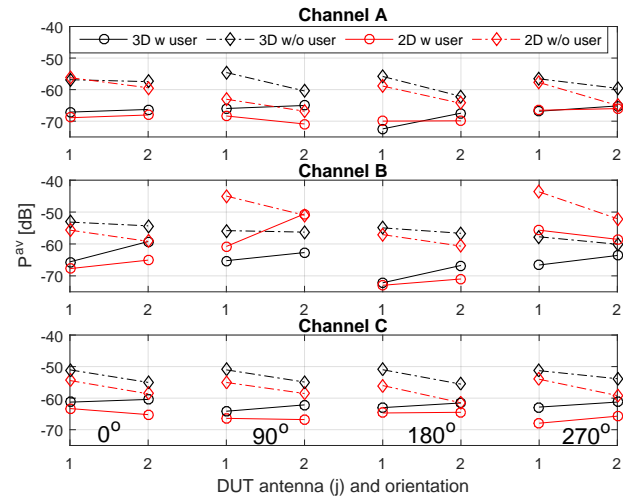 Channel A
3D w user 3D w/o user 2D w user 2D w/o user
-40
-50
-60
-70
1 2 1 2 1 2 1 2
Channel B
P^av [dB]
-40
-50
-60
-70
1 2 1 2 1 2 1 2
Channel C
-40
-50
-60
-70
0° 90° 180° 270°
1 2 1 2 1 2 1 2
DUT antenna (j) and orientation